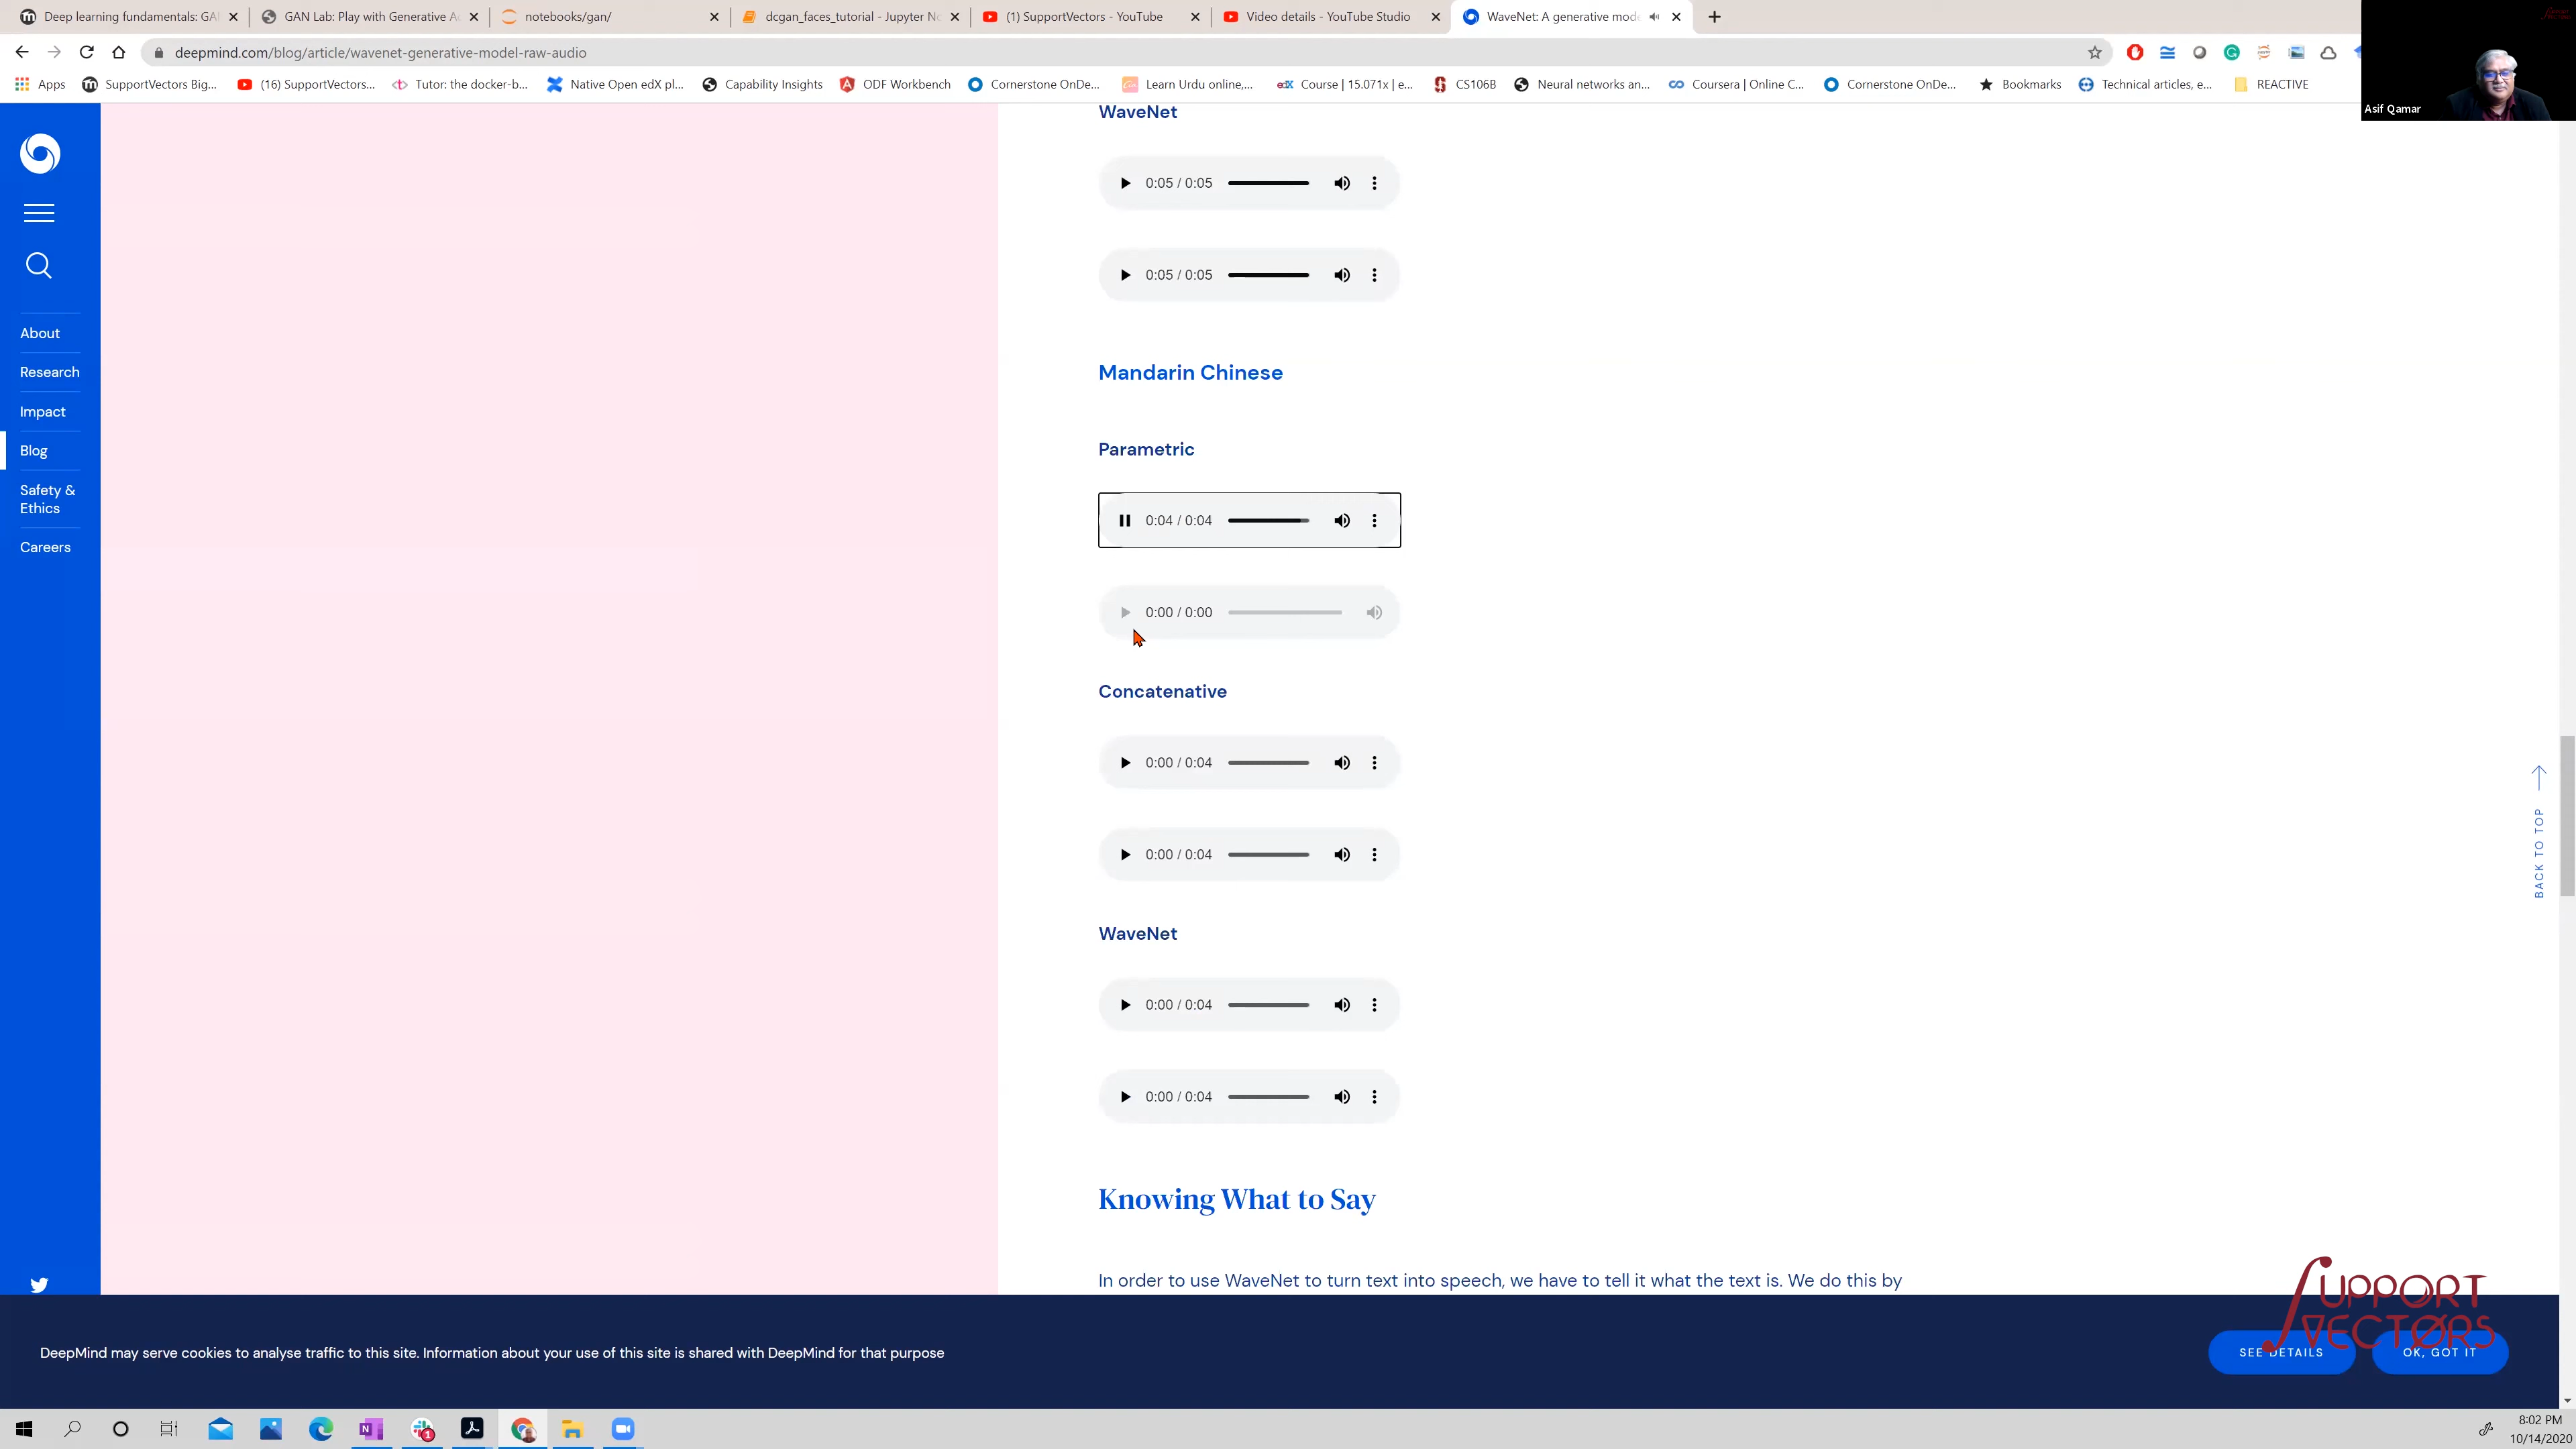 Deep learning fundamentals: GA
GAN Lab: Play with Generative A
notebooks/gan/
dcgan_faces_tutorial - Jupyter No
(1) SupportVectors - YouTube
Video details - YouTube Studio
WaveNet: A generative mode
deepmind.com/blog/article/wavenet-generative-model-raw-audio
Apps
SupportVectors Big...
(16) SupportVectors...
Tutor: the docker-b...
Native Open edX pl...
Capability Insights
ODF Workbench
Cornerstone OnDe...
Learn Urdu online,...
Course | 15.071x | e...
CS106B
Neural networks an...
Coursera | Online C...
Cornerstone OnDe...
Bookmarks
Technical articles, e...
REACTIVE
Asif Qamar
About
Research
Impact
Blog
Safety &
Ethics
Careers
WaveNet
0:05 / 0:05
0:05 / 0:05
Mandarin Chinese
Parametric
0:04 / 0:04
0:00 / 0:00
Concatenative
0:00 / 0:04
0:00 / 0:04
WaveNet
0:00 / 0:04
0:00 / 0:04
Knowing What to Say
In order to use WaveNet to turn text into speech, we have to tell it what the text is. We do this by
BACK TO TOP
SUPPORT
VECTORS
DeepMind may serve cookies to analyse traffic to this site. Information about your use of this site is shared with DeepMind for that purpose
SEE DETAILS
OK, GOT IT
1
8:02 PM
10/14/2020